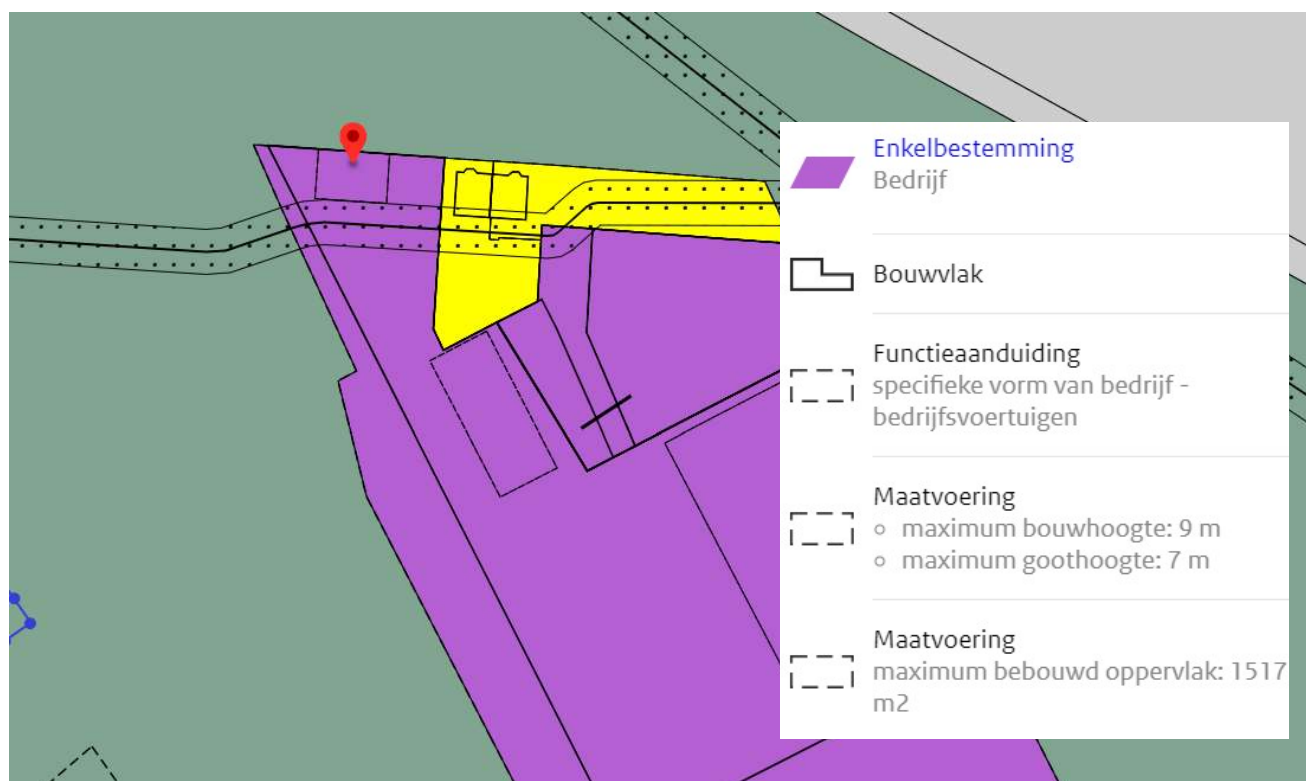 Enkelbestemming
Bedrijf
Bouwvlak
Functieaanduiding
specifieke vorm van bedrijf -
bedrijfsvoertuigen
Maatvoering
○ maximum bouwhoogte: 9 m
○ maximum goothoogte: 7 m
Maatvoering
maximum bebouwd oppervlak: 1517
m2